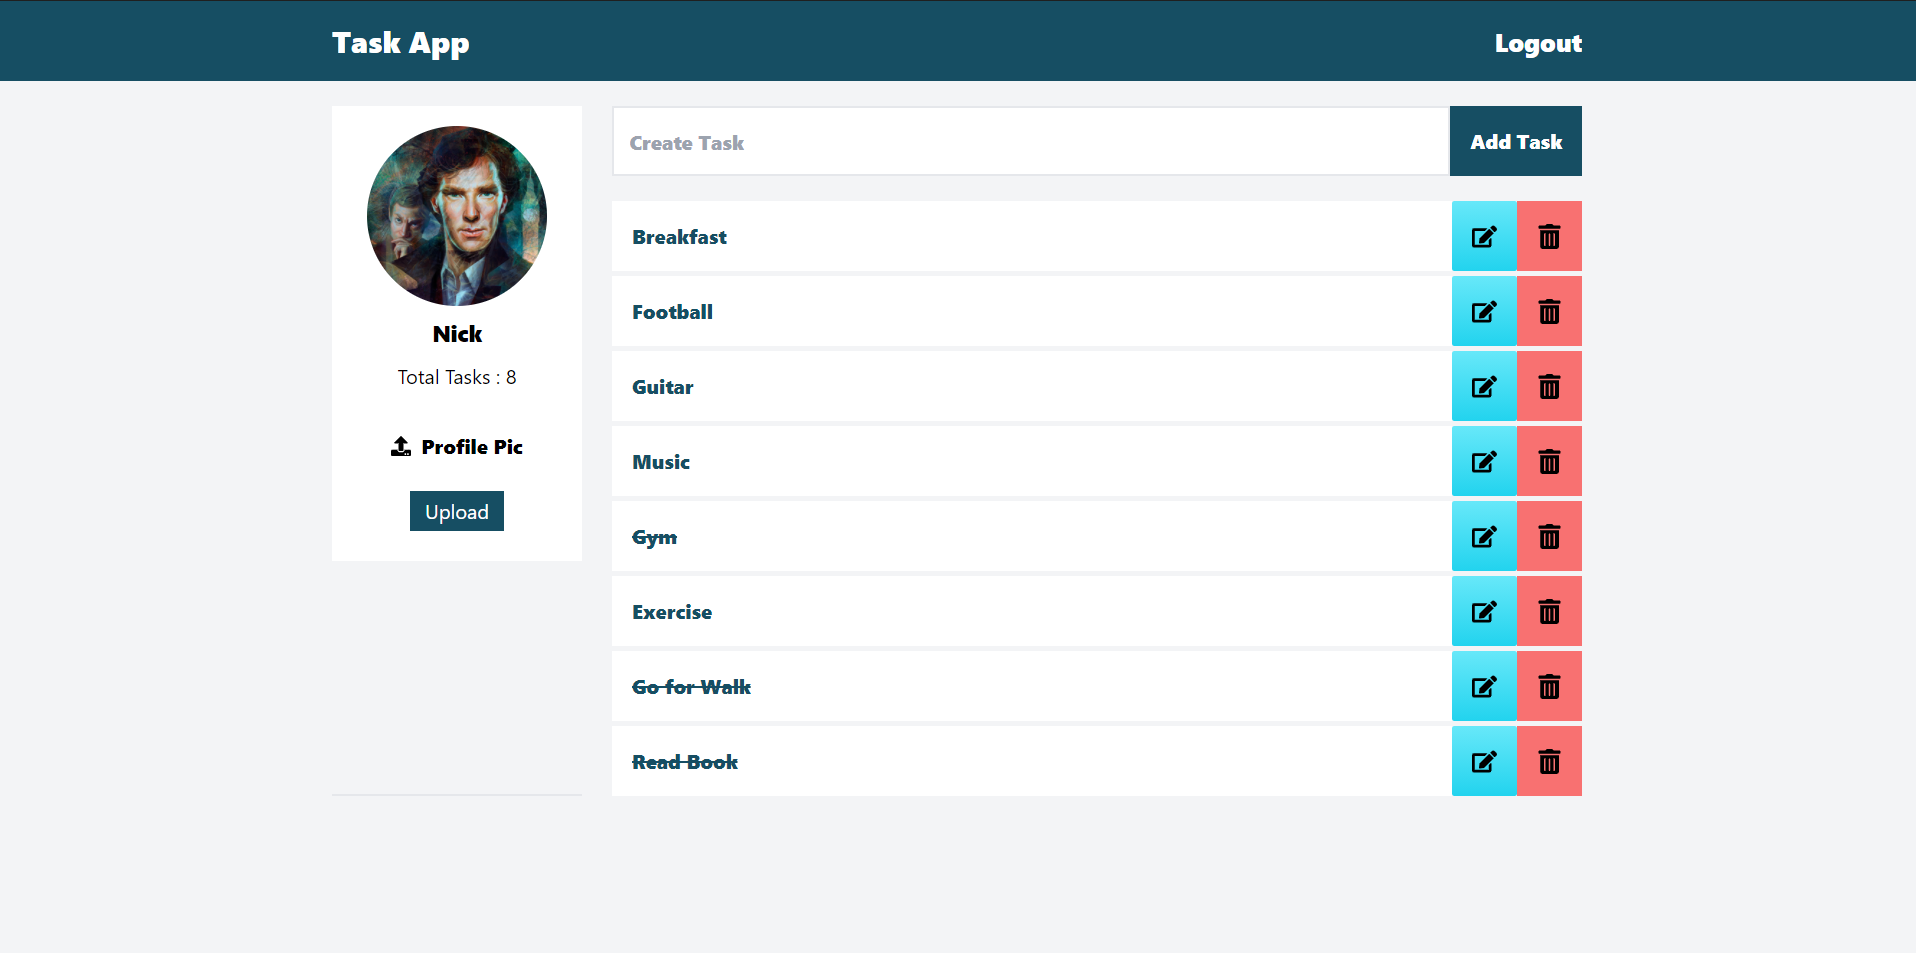 Task App
Logout
Nick
Total Tasks : 8
Profile Pic
Upload
Create Task
Add Task
Breakfast
Football
Guitar
Music
Gym
Exercise
Go for Walk
Read Book